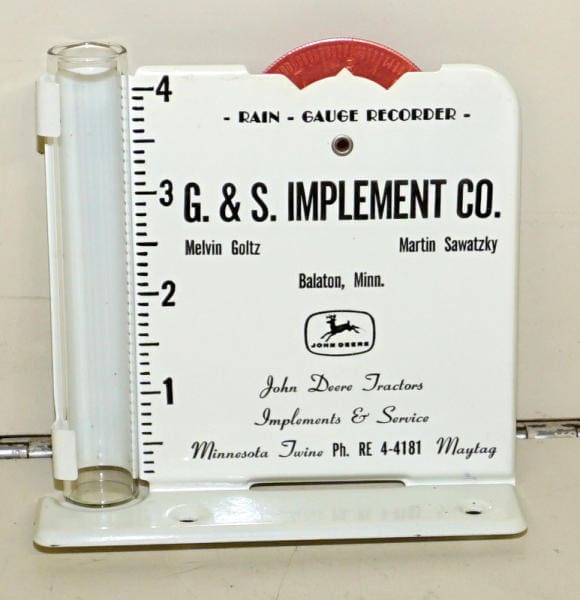 - RAIN - GAUGE RECORDER -
G. & S. IMPLEMENT CO.
Melvin Goltz Martin Sawatzky
Balaton, Minn.
JOHN DEERE
John Deere Tractors
Implements & Service
Minnesota Twine Ph. RE 4-4181 Maytag
4
3
2
1